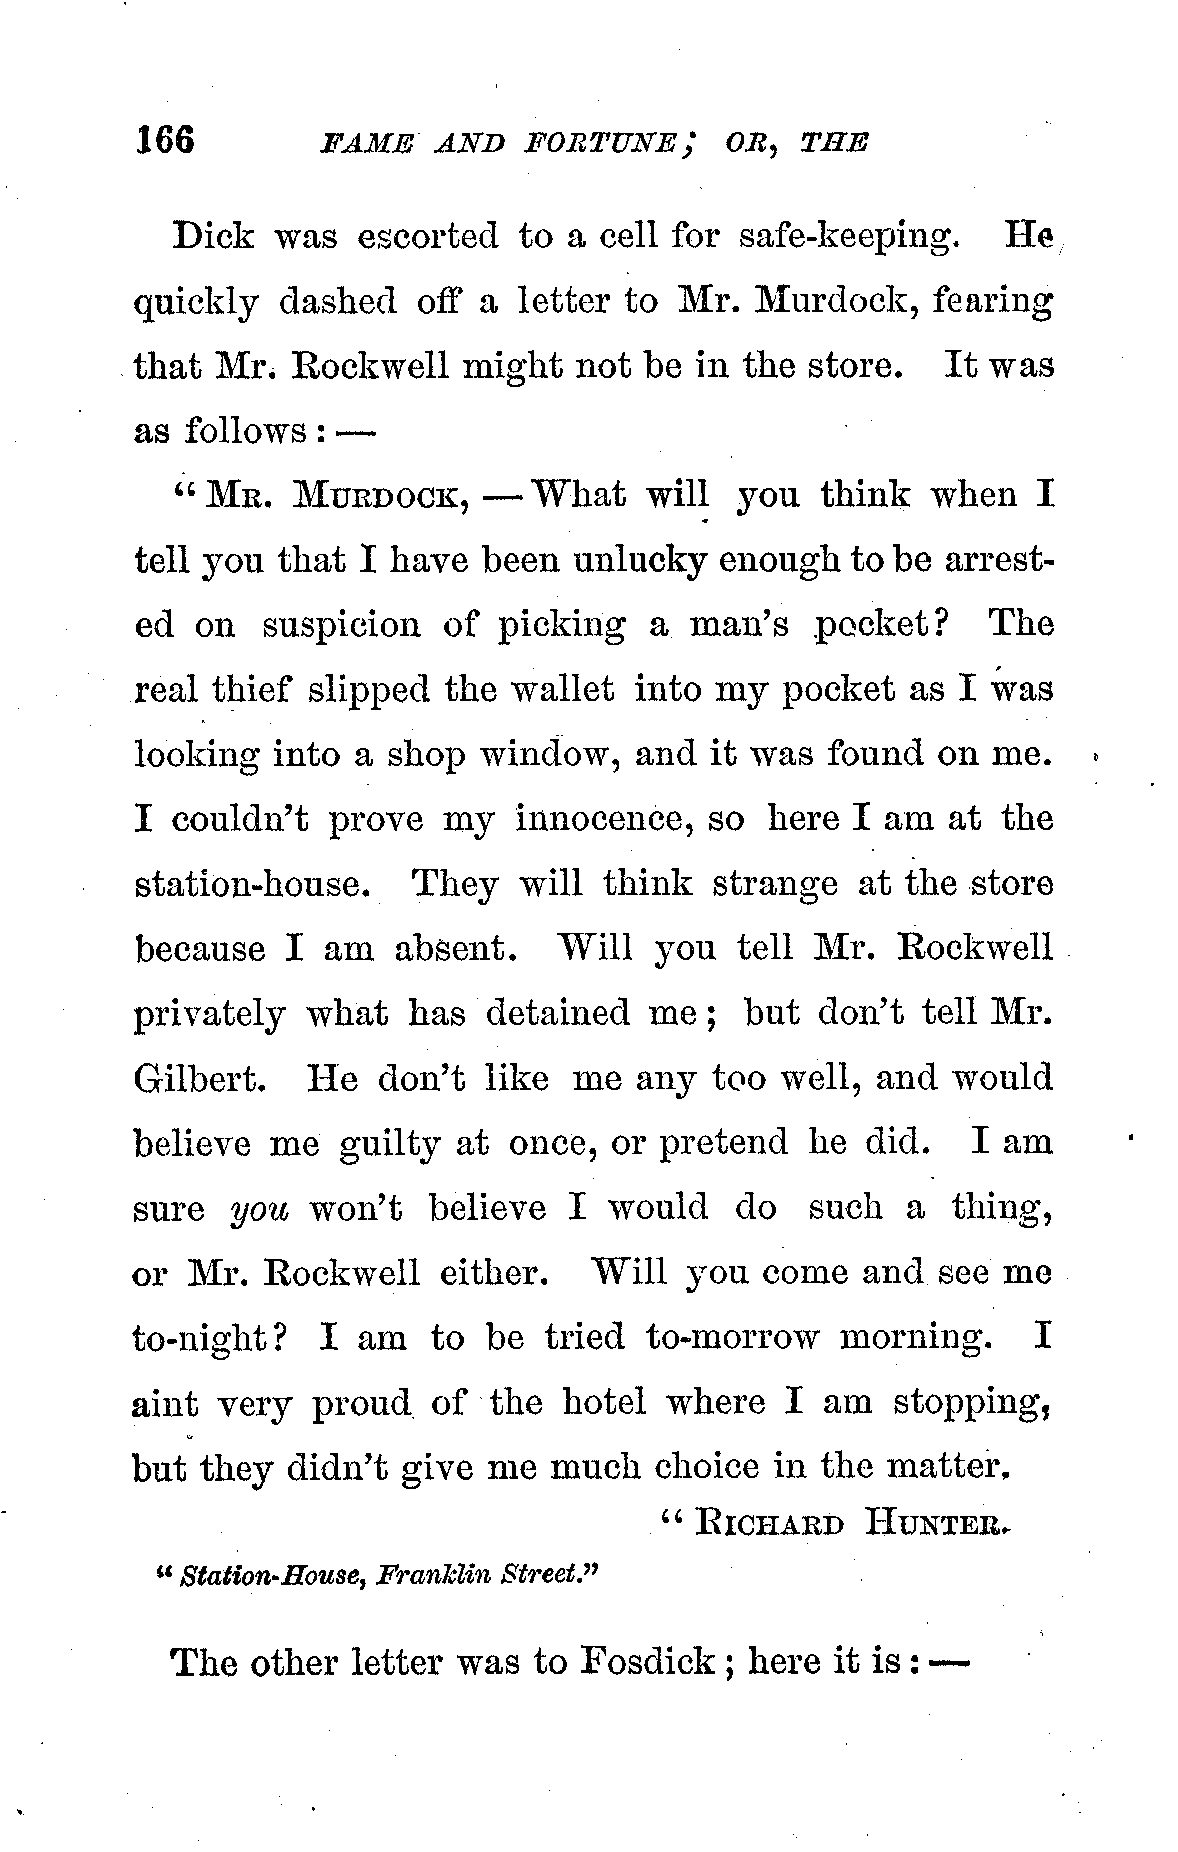 166 FAME AND FORTUNE; OR, THE
Dick was escorted to a cell for safe-keeping. He
quickly dashed off a letter to Mr. Murdock, fearing
that Mr. Rockwell might not be in the store. It was
as follows: —
“MR. MURDOCK, — What will you think when I
tell you that I have been unlucky enough to be arrest-
ed on suspicion of picking a man's pocket? The
real thief slipped the wallet into my pocket as I was
looking into a shop window, and it was found on me.
I couldn't prove my innocence, so here I am at the
station-house. They will think strange at the store
because I am absent. Will you tell Mr. Rockwell
privately what has detained me; but don't tell Mr.
Gilbert. He don't like me any too well, and would
believe me guilty at once, or pretend he did. I am
sure you won't believe I would do such a thing,
or Mr. Rockwell either. Will you come and see me
to-night? I am to be tried to-morrow morning. I
aint very proud of the hotel where I am stopping,
but they didn't give me much choice in the matter.
“RICHARD HUNTER.
“Station-House, Franklin Street.”
The other letter was to Fosdick; here it is: —